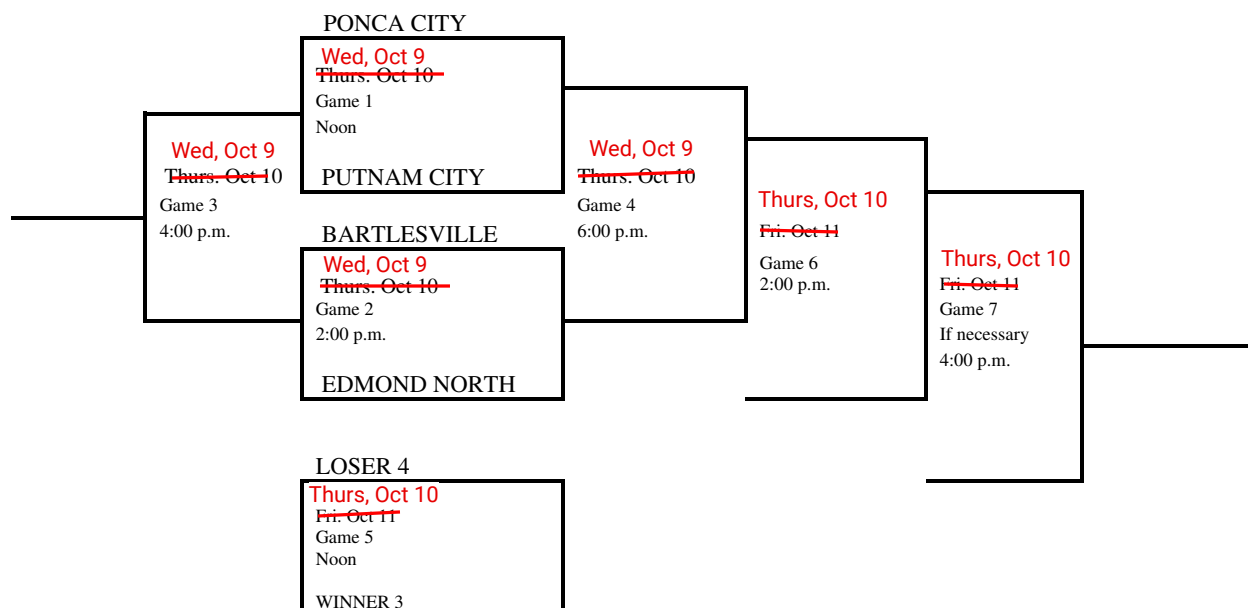 PONCA CITY
Wed, Oct 9
Thurs. Oct 10
Game 1
Noon
PUTNAM CITY
Wed, Oct 9
Thurs. Oct 10
Game 3
4:00 p.m.
Wed, Oct 9
Thurs. Oct 10
Game 4
6:00 p.m.
BARTLESVILLE
Wed, Oct 9
Thurs. Oct 10
Game 2
2:00 p.m.
EDMOND NORTH
Thurs, Oct 10
Fri. Oct 11
Game 6
2:00 p.m.
Thurs, Oct 10
Fri. Oct 11
Game 7
If necessary
4:00 p.m.
LOSER 4
Thurs, Oct 10
Fri. Oct 11
Game 5
Noon
WINNER 3